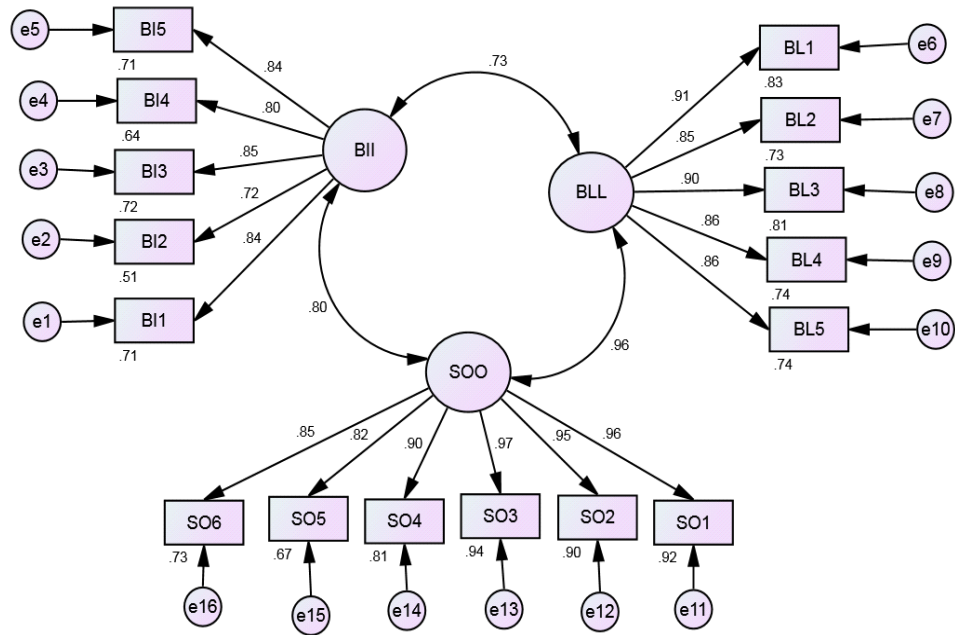 e5
BI5
.71
.84
e4
BI4
.64
.80
e3
BI3
.72
.85
e2
BI2
.51
.72
e1
BI1
.71
.84
BII
.73
BLL
.91
BL1
.83
e6
.85
BL2
.73
e7
.90
BL3
.81
e8
.86
BL4
.74
e9
.86
BL5
.74
e10
.80
.96
SOO
.85
.82
.90
.97
.95
.96
SO6
SO5
SO4
SO3
SO2
SO1
.73
.67
.81
.94
.90
.92
e16
e15
e14
e13
e12
e11